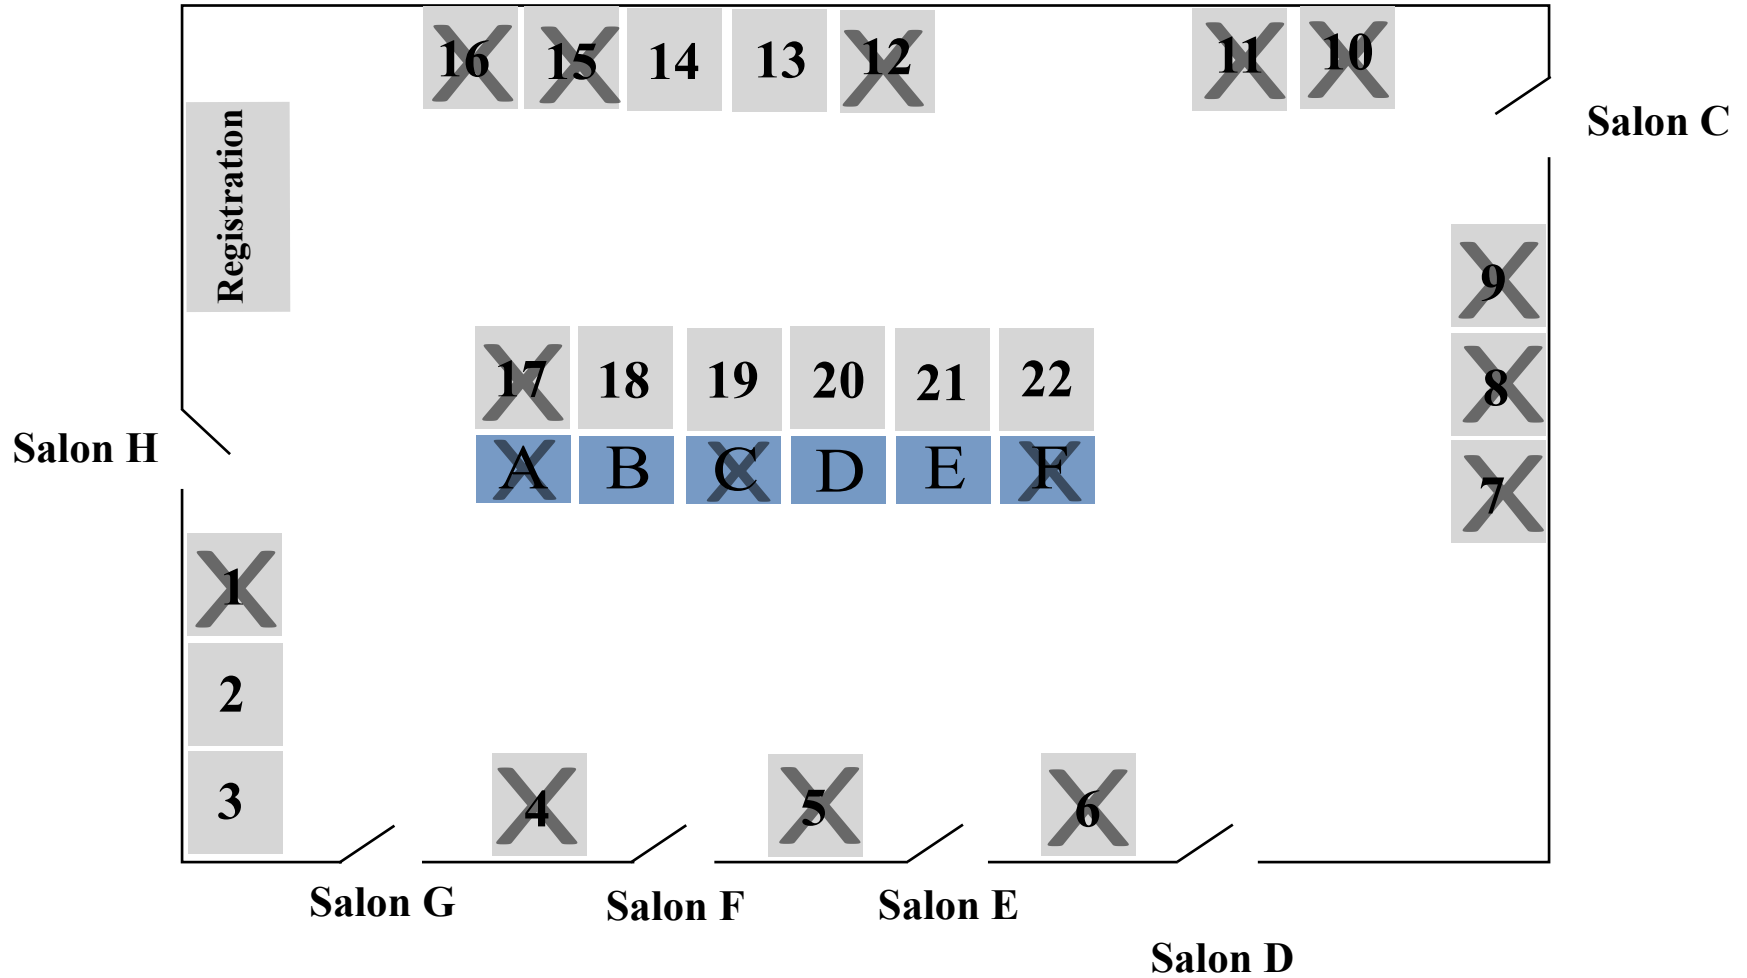 16 15 14 13 12 11 10
Salon C
Registration
9
17 18 19 20 21 22
8
Salon H
A B C D E F
7
1
2
3
4 5 6
Salon G
Salon F
Salon E
Salon D